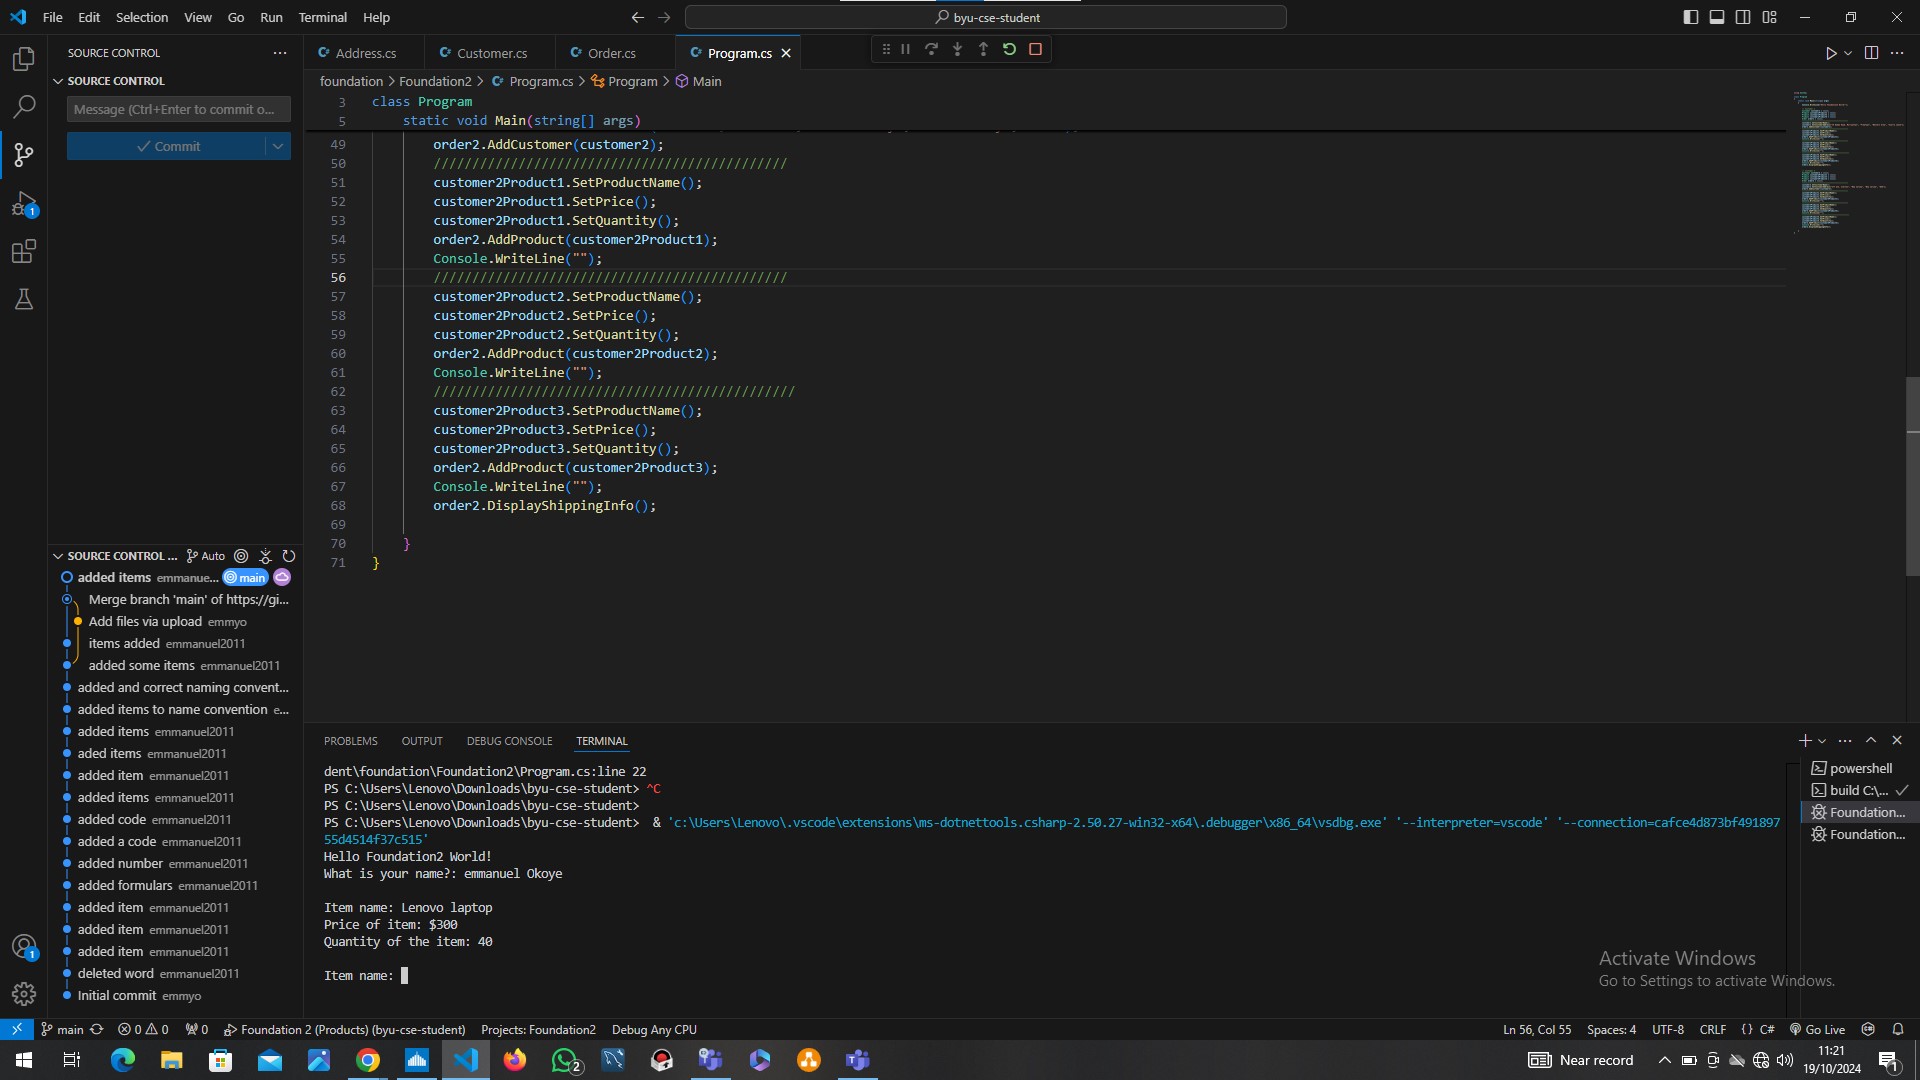 File Edit Selection View Go Run Terminal Help
byu-cse-student
SOURCE CONTROL
Address.cs
Customer.cs
Order.cs
Program.cs
SOURCE CONTROL
foundation > Foundation2 > Program.cs > Program > Main
Message (Ctrl+Enter to commit o...
Commit
3 class Program
5 static void Main(string[] args)
49 order2.AddCustomer(customer2);
50 ///////////////////////////////////////////////
51 customer2Product1.SetProductName();
52 customer2Product1.SetPrice();
53 customer2Product1.SetQuantity();
54 order2.AddProduct(customer2Product1);
55 Console.WriteLine("");
56 ///////////////////////////////////////////////
57 customer2Product2.SetProductName();
58 customer2Product2.SetPrice();
59 customer2Product2.SetQuantity();
60 order2.AddProduct(customer2Product2);
61 Console.WriteLine("");
62 ////////////////////////////////////////////////
63 customer2Product3.SetProductName();
64 customer2Product3.SetPrice();
65 customer2Product3.SetQuantity();
66 order2.AddProduct(customer2Product3);
67 Console.WriteLine("");
68 order2.DisplayShippingInfo();
69
70 }
71 }
SOURCE CONTROL ... Auto
added items emmanue... main
Merge branch 'main' of https://gi...
Add files via upload emmyo
items added emmanuel2011
added some items emmanuel2011
added and correct naming convent...
added items to name convention e...
added items emmanuel2011
aded items emmanuel2011
added item emmanuel2011
added items emmanuel2011
added code emmanuel2011
added a code emmanuel2011
added number emmanuel2011
added formulars emmanuel2011
added item emmanuel2011
added item emmanuel2011
added item emmanuel2011
deleted word emmanuel2011
Initial commit emmyo
1
1
PROBLEMS OUTPUT DEBUG CONSOLE TERMINAL
dent\foundation\Foundation2\Program.cs:line 22
PS C:\Users\Lenovo\Downloads\byu-cse-student> ^C
PS C:\Users\Lenovo\Downloads\byu-cse-student>
PS C:\Users\Lenovo\Downloads\byu-cse-student> & 'c:\Users\Lenovo\.vscode\extensions\ms-dotnettools.csharp-2.50.27-win32-x64\.debugger\x86_64\vsdbg.exe' '--interpreter=vscode' '--connection=cafce4d873bf491897
55d4514f37c515'
Hello Foundation2 World!
What is your name?: emmanuel Okoye
Item name: Lenovo laptop
Price of item: $300
Quantity of the item: 40
Item name:
powershell
build C:\...
Foundation...
Foundation...
Activate Windows
Go to Settings to activate Windows.
main 0 0 0 Foundation 2 (Products) (byu-cse-student) Projects: Foundation2 Debug Any CPU
Ln 56, Col 55 Spaces: 4 UTF-8 CRLF {} C# Go Live
2
Near record
11:21
19/10/2024
1